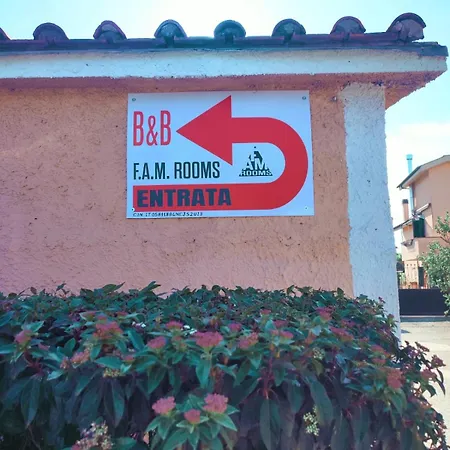 B&B
F.A.M. ROOMS
ENTRATA
F.A.M.
ROOMS